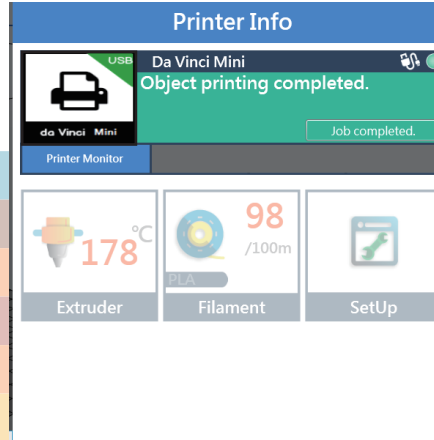 Printer Info
USB
Da Vinci Mini
Object printing completed.
da Vinci Mini
Job completed.
Printer Monitor
178
°C
98
/100m
PLA
Extruder
Filament
SetUp